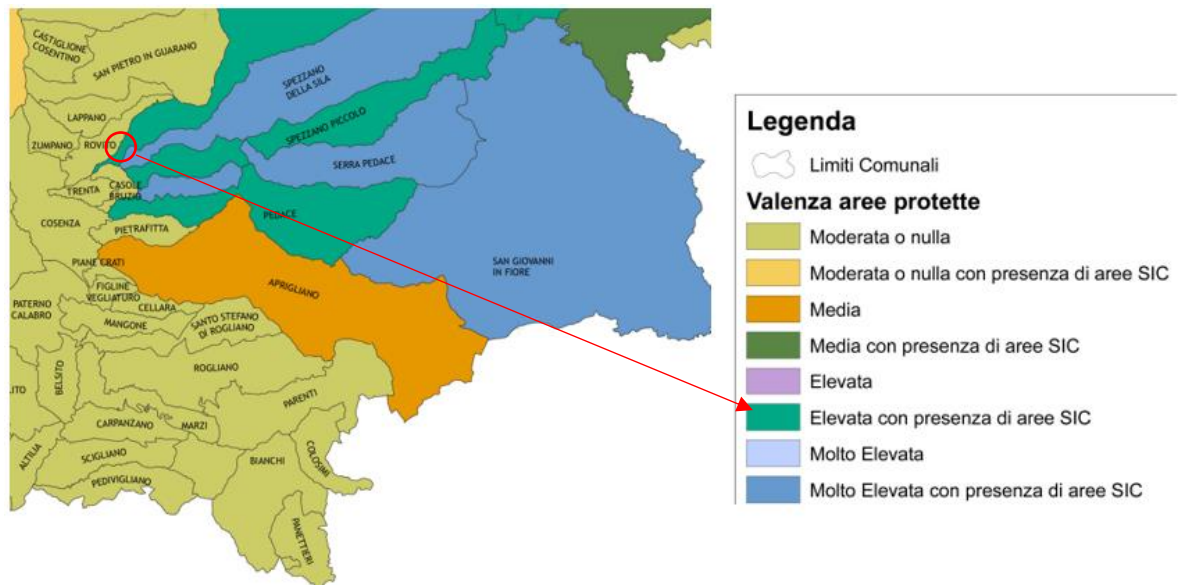 CASTIGLIONE
COSENTINO
SAN PIETRO IN GUARANO
LAPPANO
ZUMPANO
ROVITO
SPEZZANO
DELLA SILA
SPEZZANO PICCOLO
SERRA PEDACE
TRENTA
CASOLE
BRUZIO
COSENZA
PEDACE
PIETRAFITTA
PIANE CRATI
SAN GIOVANNI
IN FIORE
APRIGLIANO
FIGLINE
VEGLIATURO
CELLARA
PATERNO
CALABRO
MANGONE
SANTO STEFANO
DI ROGLIANO
ROGLIANO
BELSITO
LITO
PARENTI
CARPANZANO
MARZI
ALTILIA
SCIGLIANO
BIANCHI
COLOSIMI
PEDIVIGLIANO
PANETTIERI
Legenda
Limiti Comunali
Valenza aree protette
Moderata o nulla
Moderata o nulla con presenza di aree SIC
Media
Media con presenza di aree SIC
Elevata
Elevata con presenza di aree SIC
Molto Elevata
Molto Elevata con presenza di aree SIC